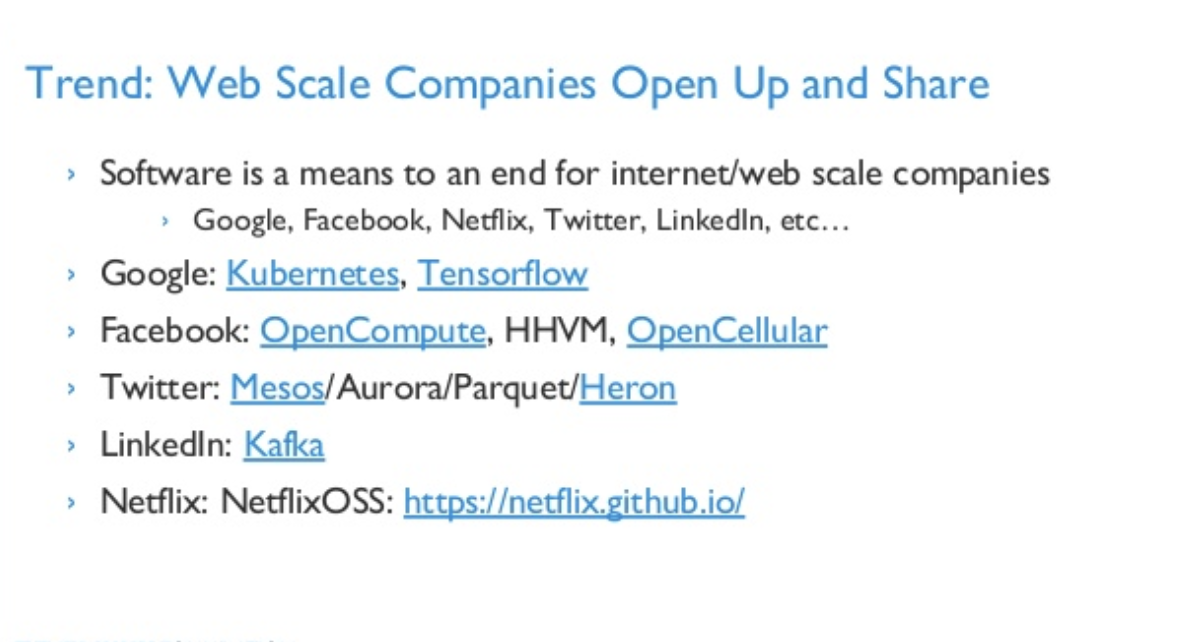 Trend: Web Scale Companies Open Up and Share
› Software is a means to an end for internet/web scale companies
› Google, Facebook, Netflix, Twitter, LinkedIn, etc…
› Google: Kubernetes, Tensorflow
› Facebook: OpenCompute, HHVM, OpenCellular
› Twitter: Mesos/Aurora/Parquet/Heron
› LinkedIn: Kafka
› Netflix: NetflixOSS: https://netflix.github.io/